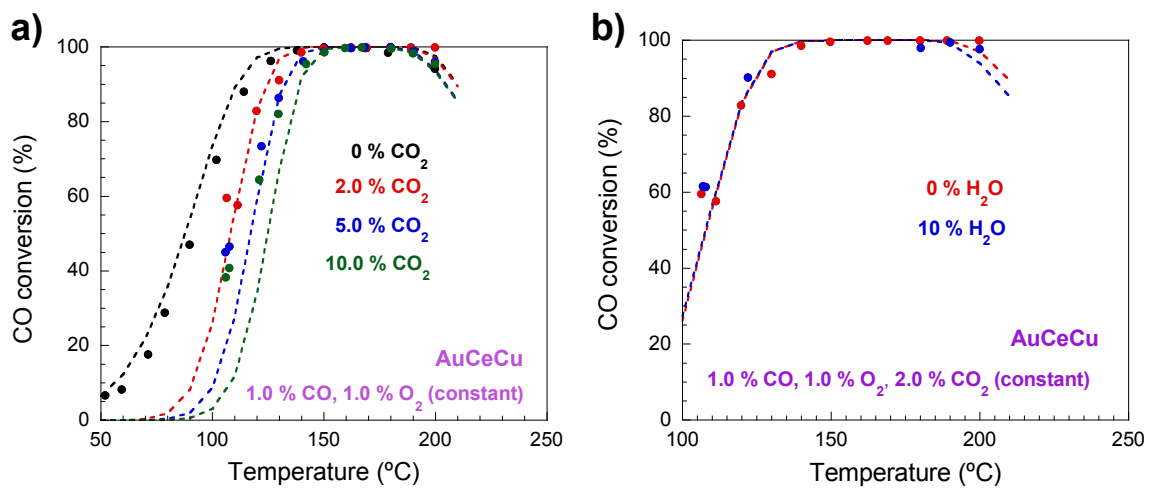 a)
CO conversion (%)
100
80
60
40
20
0
50
100
150
200
250
Temperature (ºC)
0 % CO₂
2.0 % CO₂
5.0 % CO₂
10.0 % CO₂
AuCeCu
1.0 % CO, 1.0 % O₂ (constant)
b)
CO conversion (%)
100
80
60
40
20
0
100
150
200
250
Temperature (ºC)
0% H₂O
10 % H₂O
AuCeCu
1.0 % CO, 1.0 % O₂, 2.0 % CO₂ (constant)